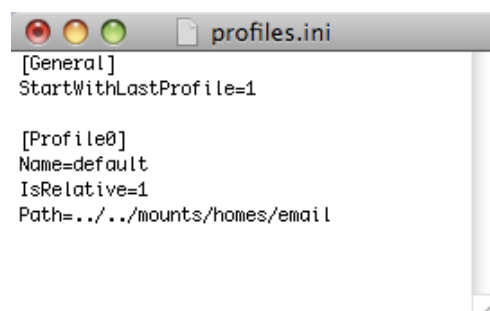 profiles.ini
[General]
StartWithLastProfile=1
[Profile0]
Name=default
IsRelative=1
Path=../../mounts/homes/email